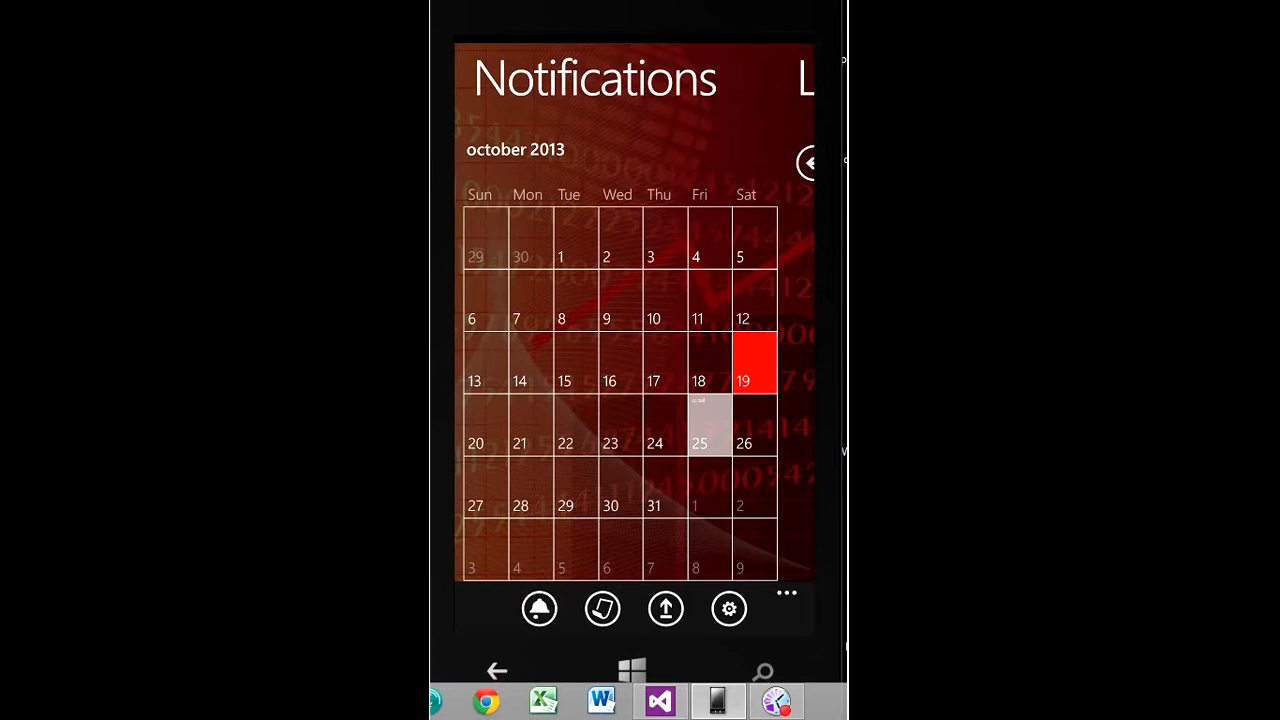 Notifications L
october 2013
Sun Mon Tue Wed Thu Fri Sat
29 30 1 2 3 4 5
6 7 8 9 10 11 12
13 14 15 16 17 18 19
20 21 22 23 24 25 26
27 28 29 30 31 1 2
3 4 5 6 7 8 9